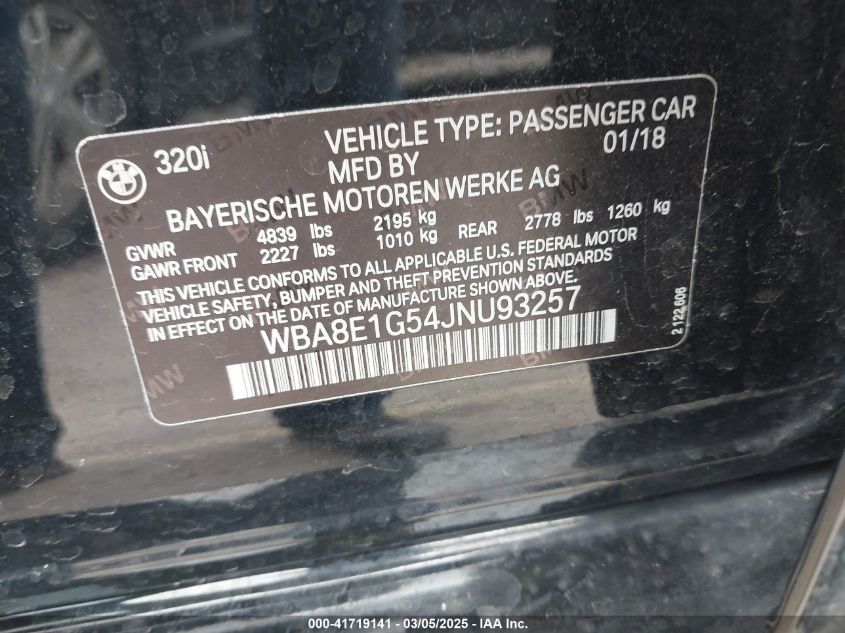 320i VEHICLE TYPE: PASSENGER CAR
MFD BY 01/18
BAYERISCHE MOTOREN WERKE AG
GVWR 4839 lbs 2195 kg
GAWR FRONT 2227 lbs 1010 kg REAR 2778 lbs 1260 kg
THIS VEHICLE CONFORMS TO ALL APPLICABLE U.S. FEDERAL MOTOR
VEHICLE SAFETY, BUMPER AND THEFT PREVENTION STANDARDS
IN EFFECT ON THE DATE OF MANUFACTURE SHOWN ABOVE.
WBA8E1G54JNU93257
2 122 606
000-41719141 - 03/05/2025 - IAA Inc.